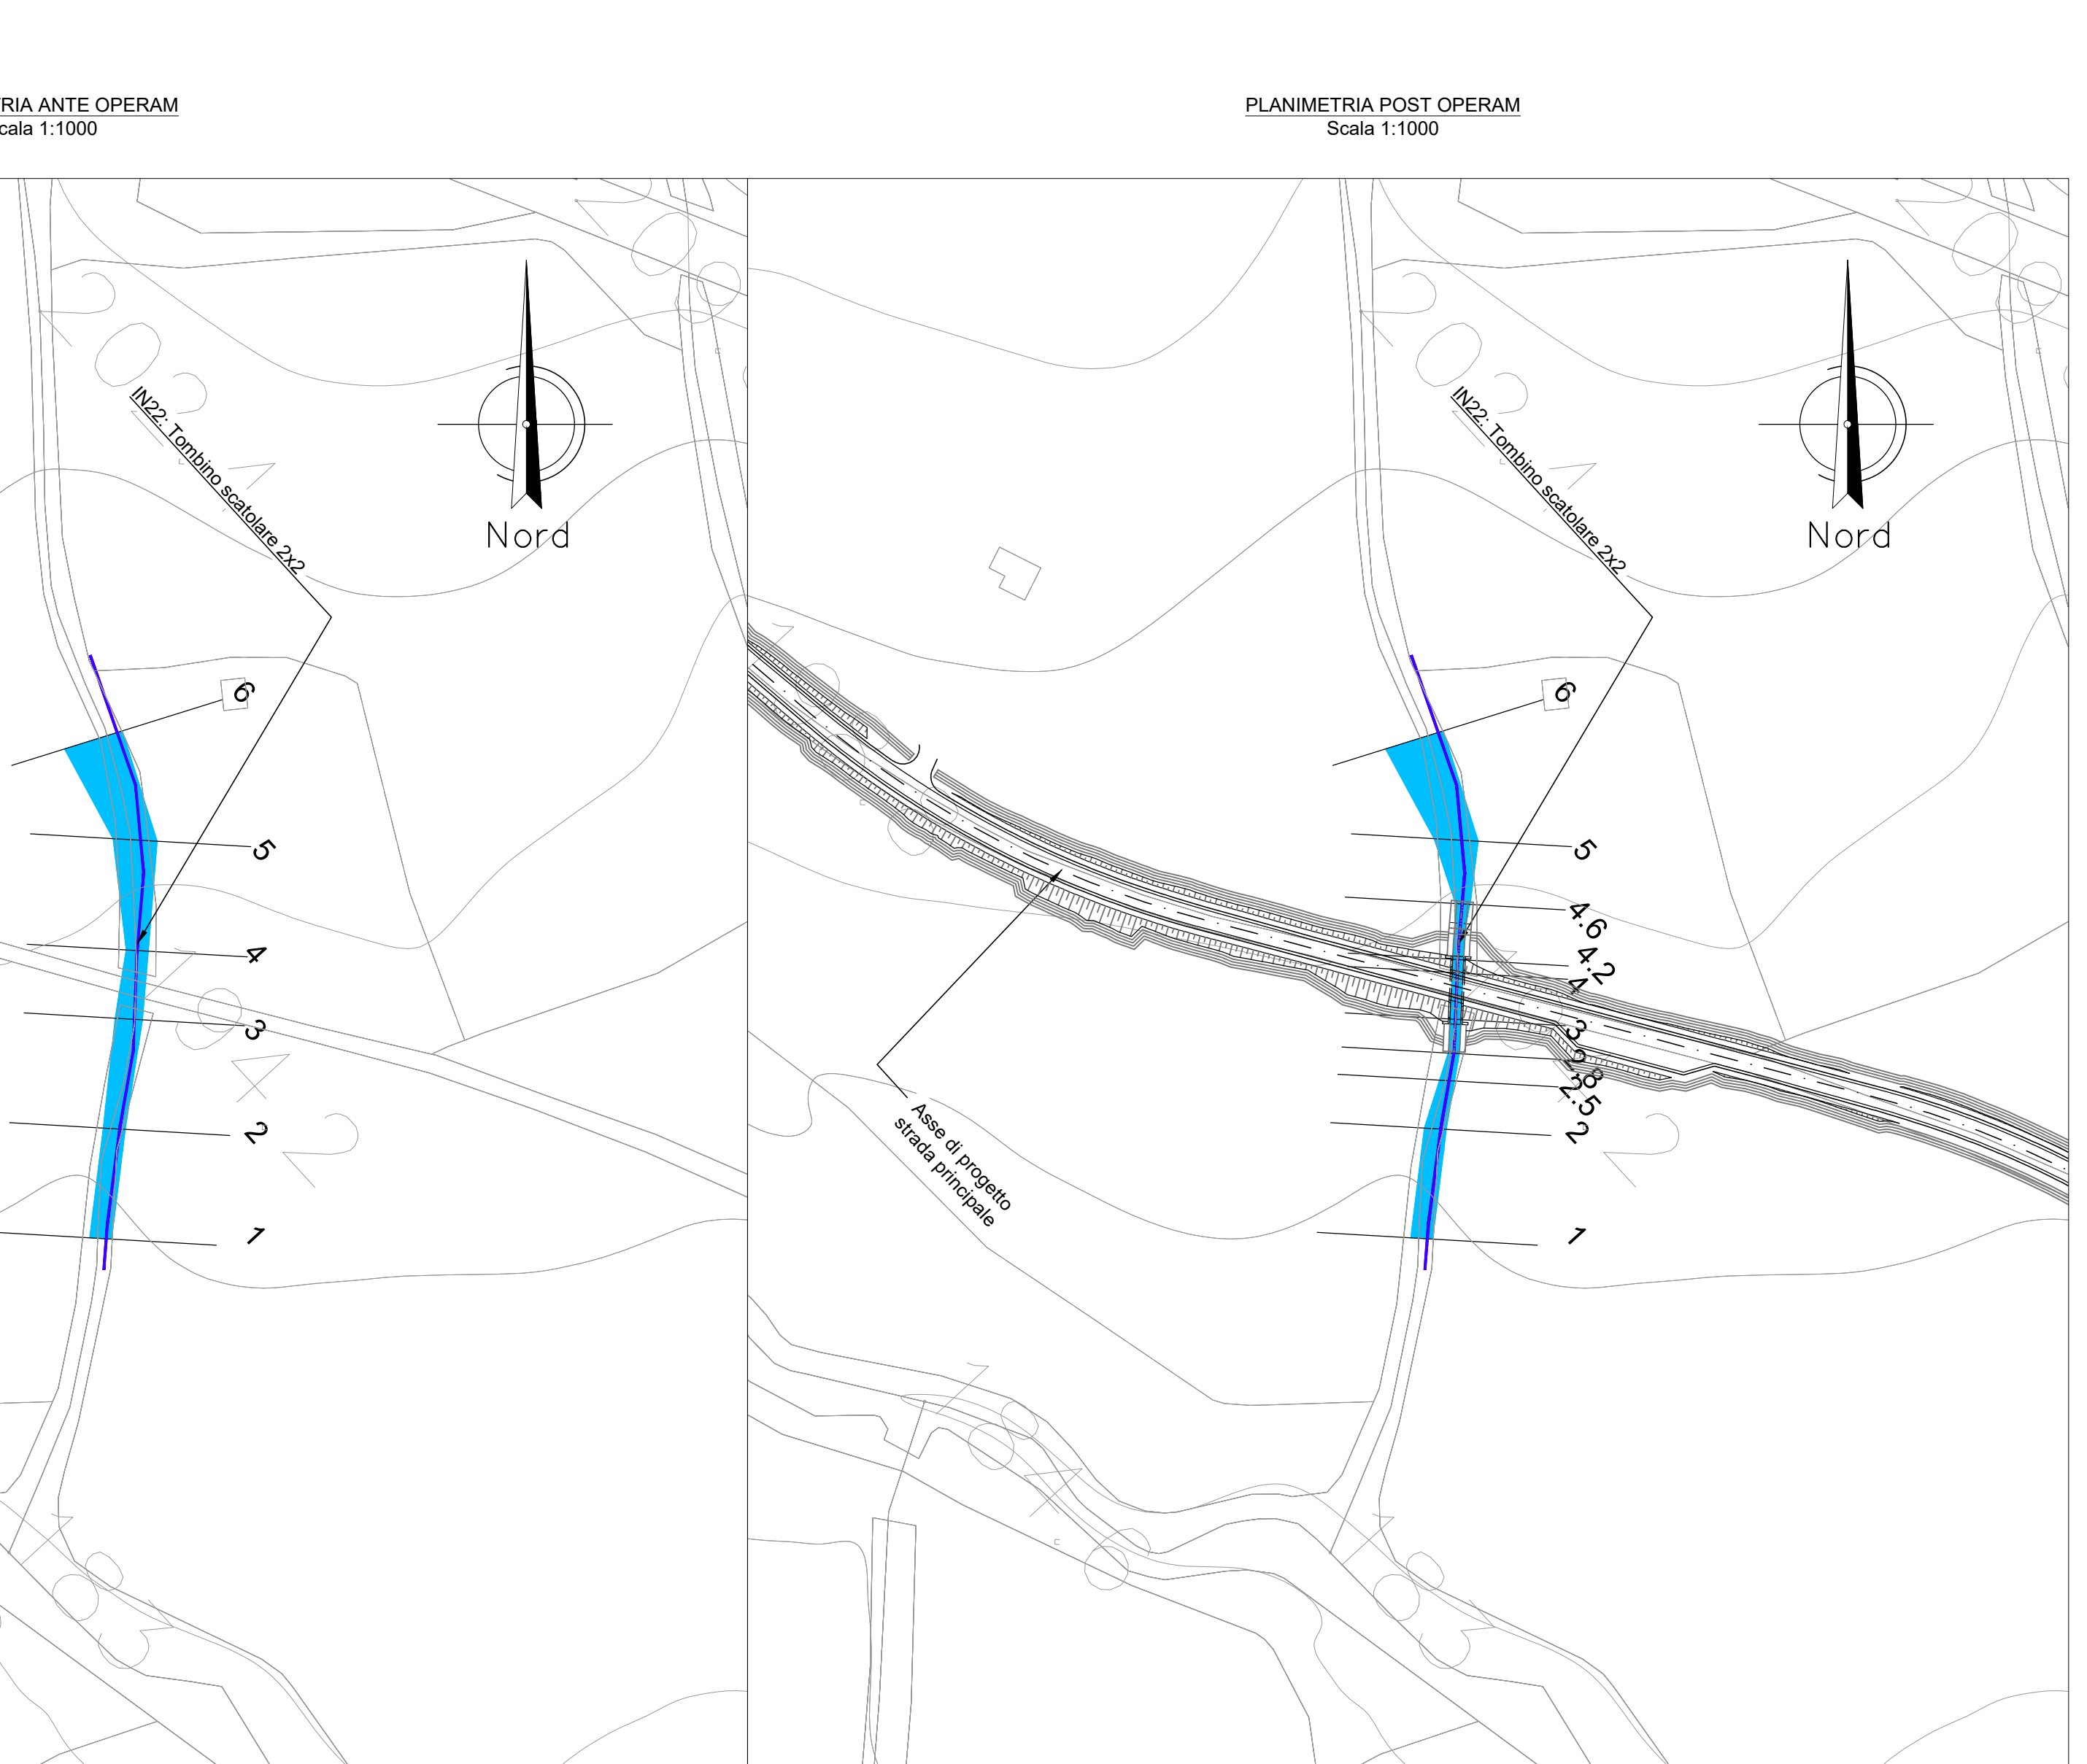 RIA ANTE OPERAM
cala 1:1000
IN22: Tombino scatolare 2x2
Nord
6
5
4
3
2
1
PLANIMETRIA POST OPERAM
Scala 1:1000
IN22: Tombino scatolare 2x2
Nord
6
5
4.6
4.2
4
3
2.8
2.5
2
1
Asse di progetto
strada principale